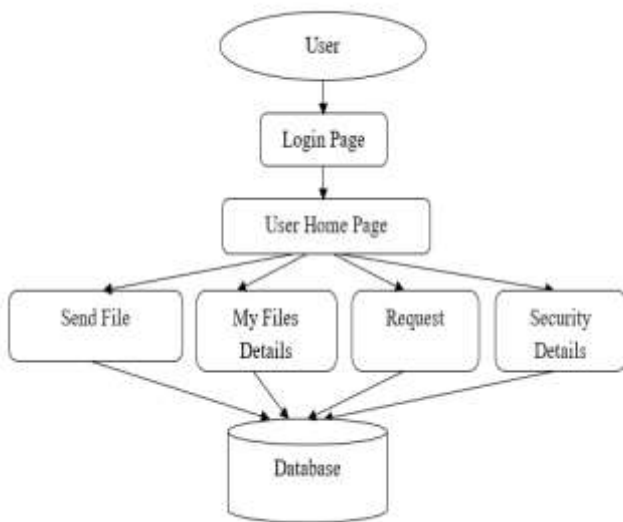 User
Login Page
User Home Page
Send File
My Files
Details
Request
Security
Details
Database